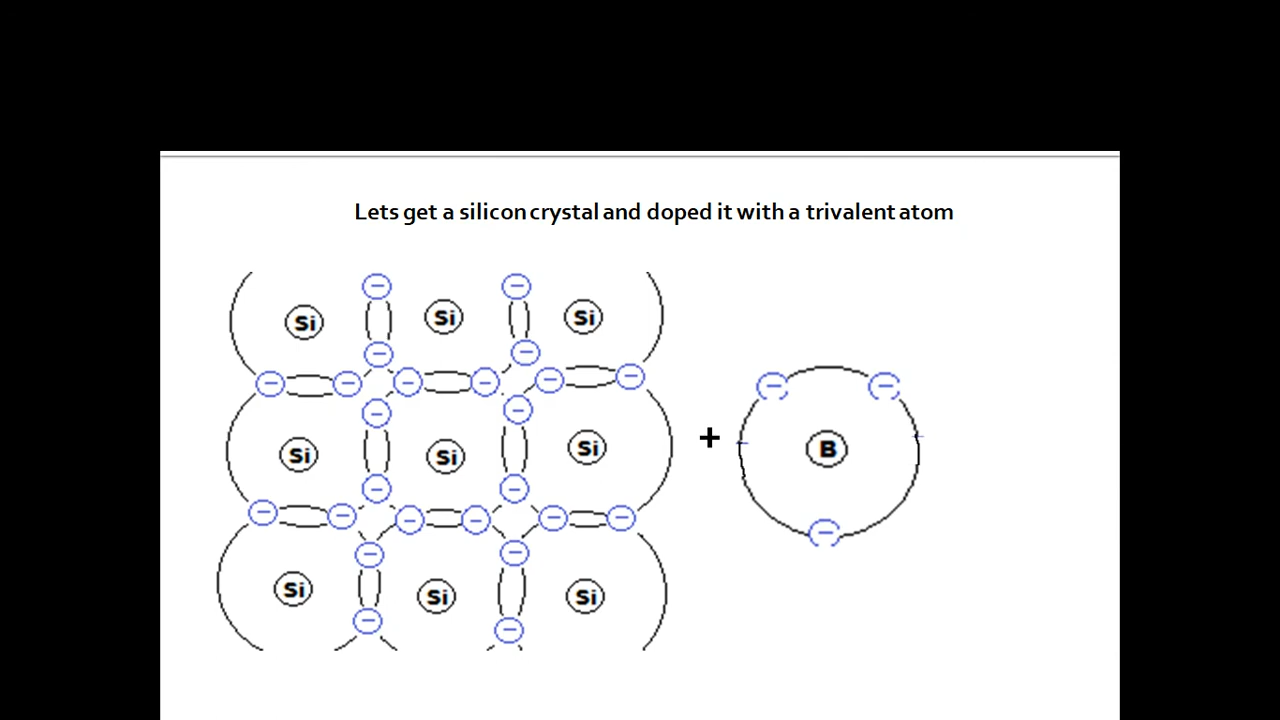 Lets get a silicon crystal and doped it with a trivalent atom
Si Si Si
Si Si Si + B
Si Si Si